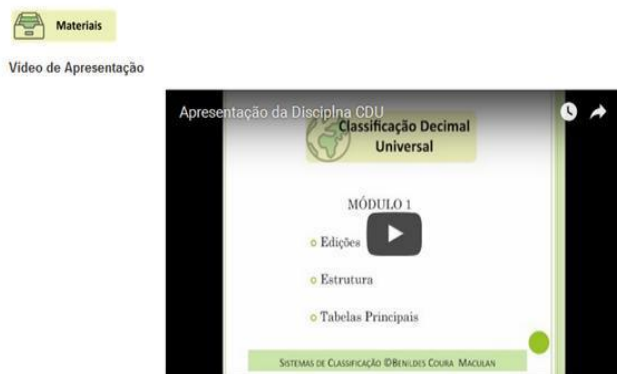 Materiais
Vídeo de Apresentação
Apresentação da Disciplna CDU
Classificação Decimal
Universal
MÓDULO 1
Edições
Estrutura
Tabelas Principais
SISTEMAS DE CLASSIFICAÇÃO ©BENILDES COURA MACULAN